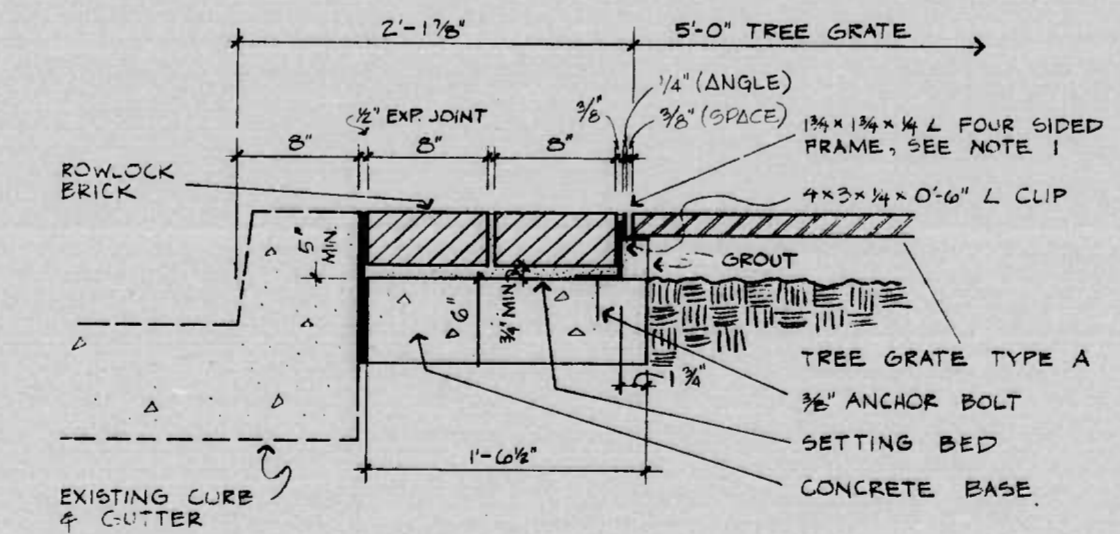 2'-1⅞"
5'-0" TREE GRATE
¼" (ANGLE)
⅜"
⅜" (SPACE)
½" EXP. JOINT
1¾ x 1¾ x ¼ L FOUR SIDED
FRAME, SEE NOTE 1
8"
8"
8"
ROWLOCK
BRICK
4 x 3 x ¼ x 0'-6" L CLIP
5"
MIN.
GROUT
6"
¾" MIN.
1¾"
TREE GRATE TYPE A
⅜" ANCHOR BOLT
SETTING BED
1'-6½"
CONCRETE BASE
EXISTING CURB
& GUTTER